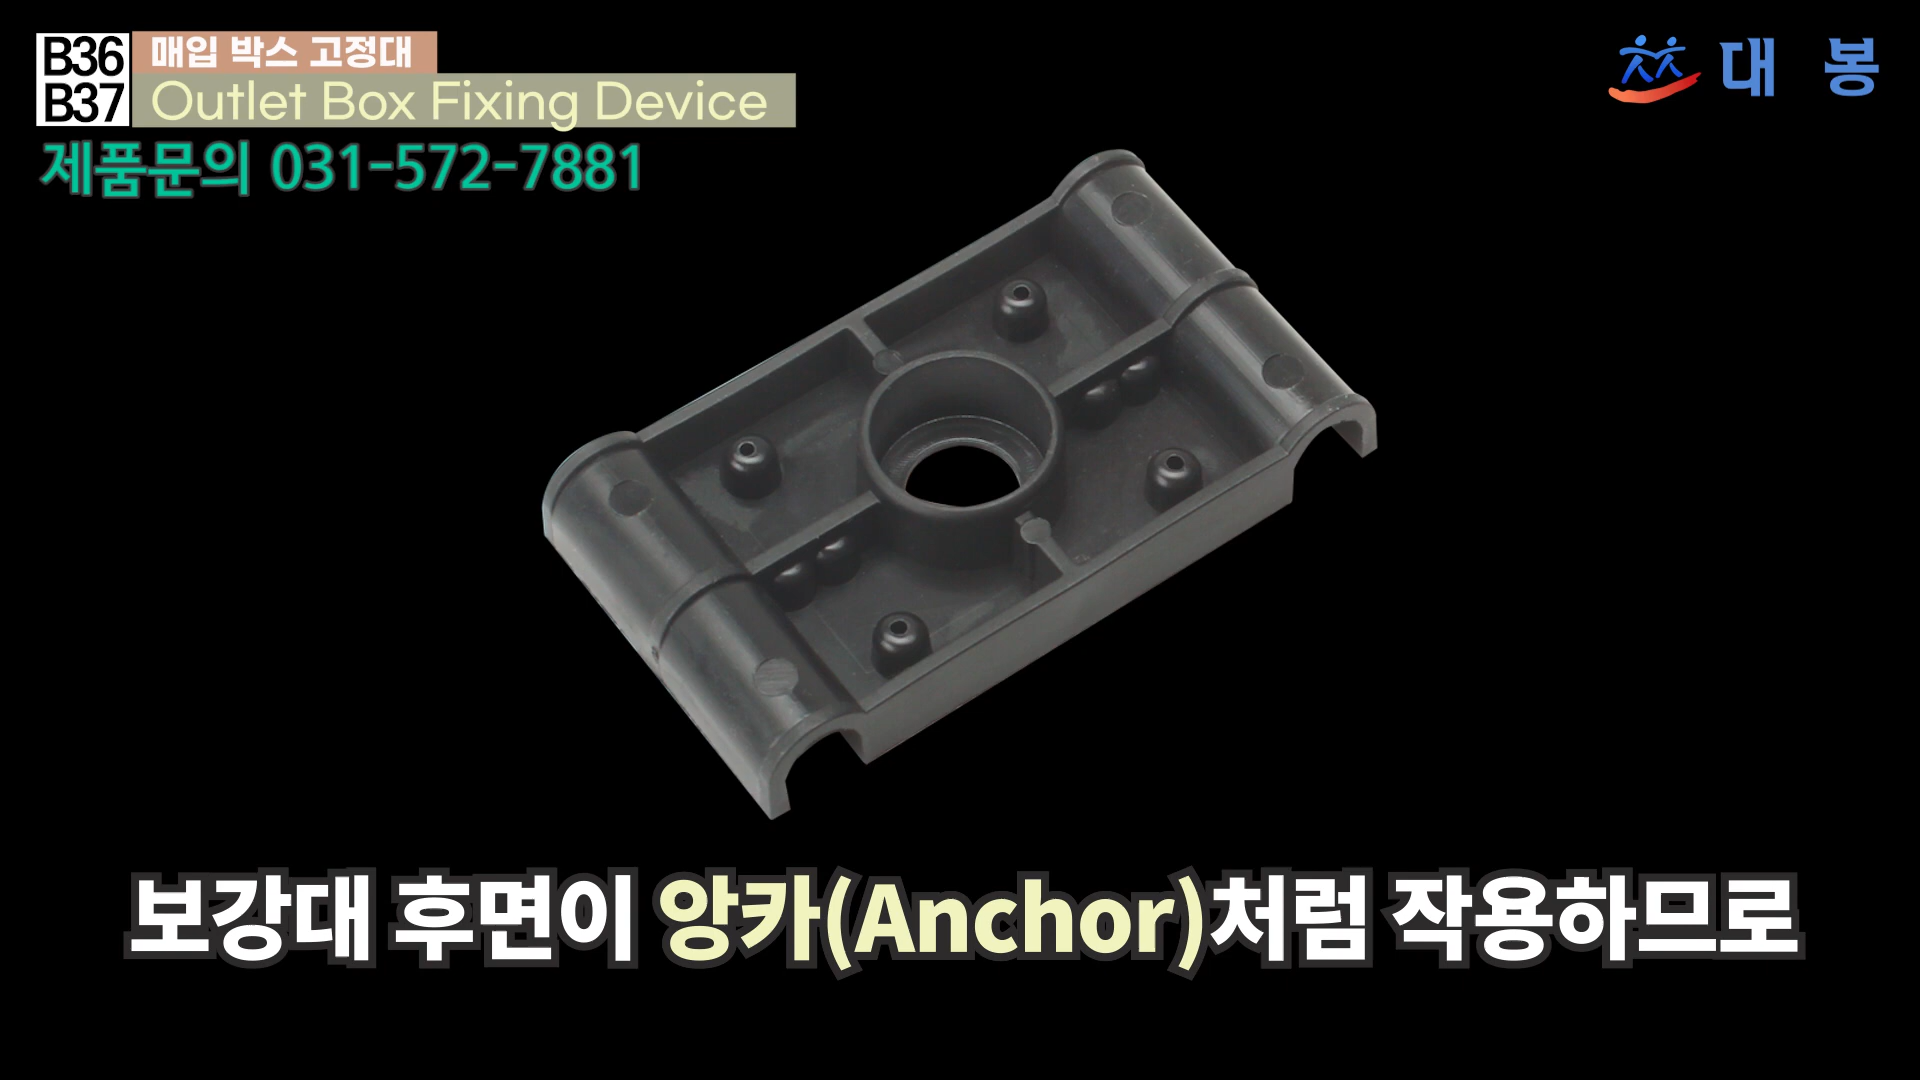 B36
B37
매입 박스 고정대
Outlet Box Fixing Device
제품문의 031-572-7881
대 봉
보강대 후면이 앙카(Anchor)처럼 작용하므로